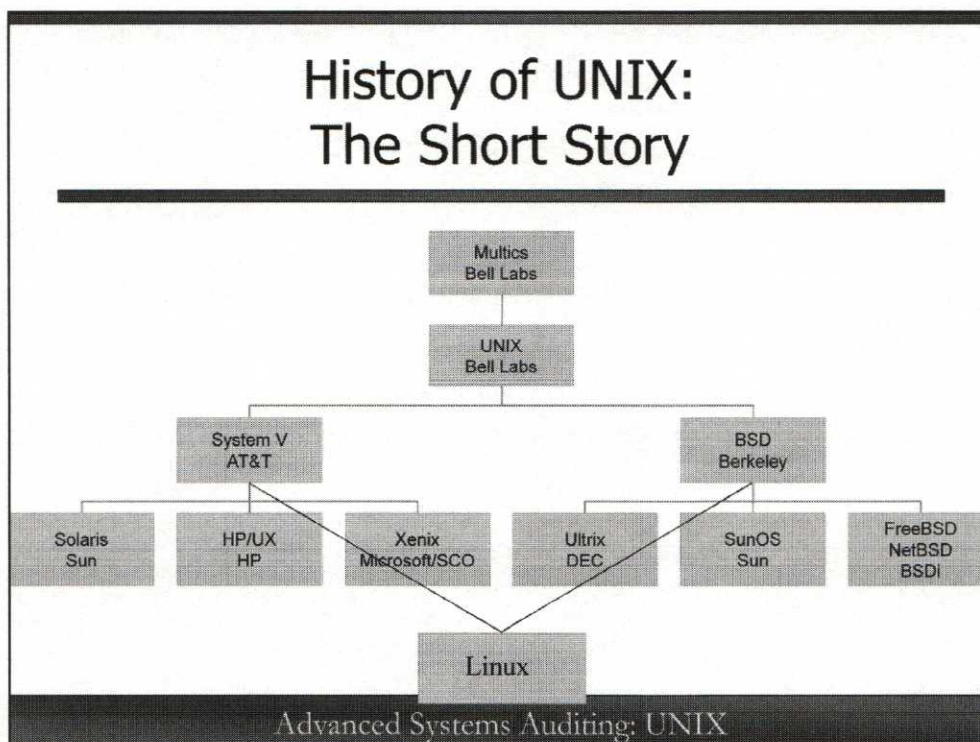 History of UNIX:
The Short Story
Multics
Bell Labs
UNIX
Bell Labs
System V
AT&T
BSD
Berkeley
Solaris
Sun
HP/UX
HP
Xenix
Microsoft/SCO
Ultrix
DEC
SunOS
Sun
FreeBSD
NetBSD
BSDi
Linux
Advanced Systems Auditing: UNIX